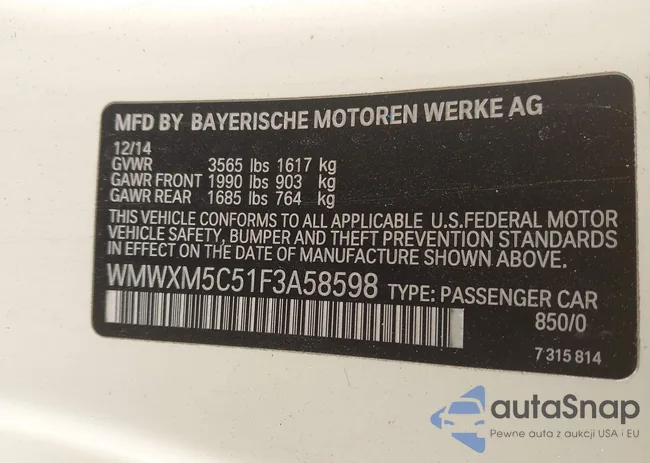 MFD BY BAYERISCHE MOTOREN WERKE AG
12/14
GVWR 3565 lbs 1617 kg
GAWR FRONT 1990 lbs 903 kg
GAWR REAR 1685 lbs 764 kg
THIS VEHICLE CONFORMS TO ALL APPLICABLE U.S.FEDERAL MOTOR
VEHICLE SAFETY, BUMPER AND THEFT PREVENTION STANDARDS
IN EFFECT ON THE DATE OF MANUFACTURE SHOWN ABOVE.
WMWXM5C51F3A58598 TYPE: PASSENGER CAR
850/0
7 315 814
autaSnap
Pewne auta z aukcji USA i EU